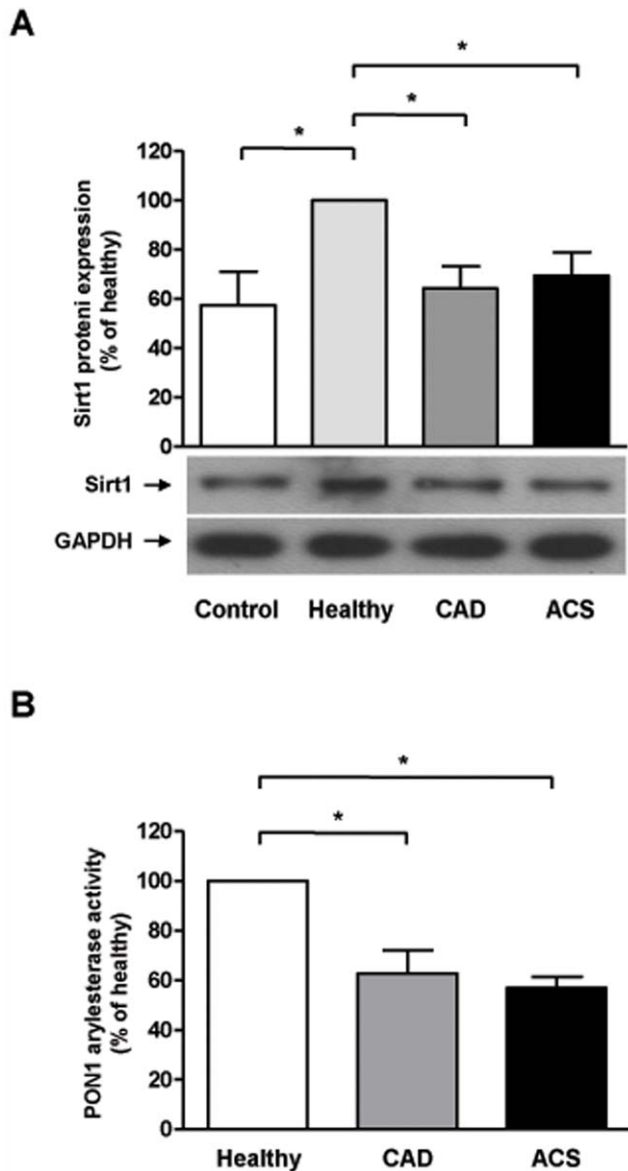 A
*
*
*
Sirt1 proteni expression
(% of healthy)
120
100
80
60
40
20
0
Sirt1
GAPDH
Control Healthy CAD ACS
B
*
*
PON1 arylesterase activity
(% of healthy)
120
100
80
60
40
20
0
Healthy CAD ACS